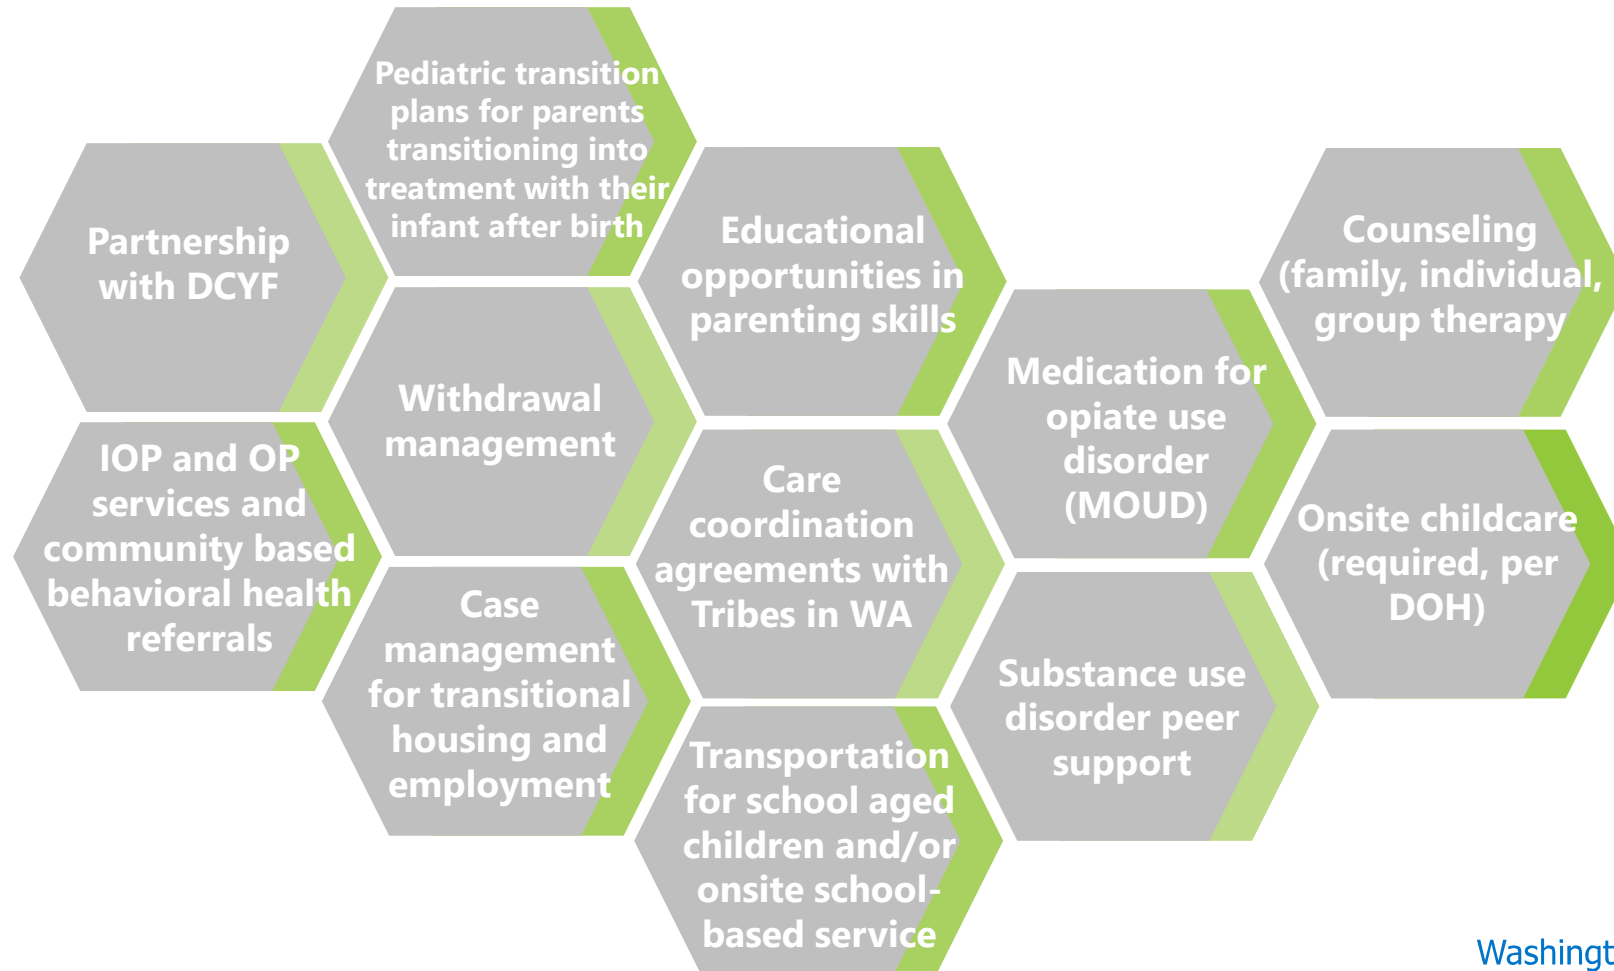 Pediatric transition
plans for parents
transitioning into
treatment with their
infant after birth
Partnership
with DCYF
Educational
opportunities in
parenting skills
Counseling
(family, individual,
group therapy
Withdrawal
management
Medication for
opiate use
disorder
(MOUD)
IOP and OP
services and
community based
behavioral health
referrals
Care
coordination
agreements with
Tribes in WA
Onsite childcare
(required, per
DOH)
Case
management
for transitional
housing and
employment
Substance use
disorder peer
support
Transportation
for school aged
children and/or
onsite school-
based service
Washingt